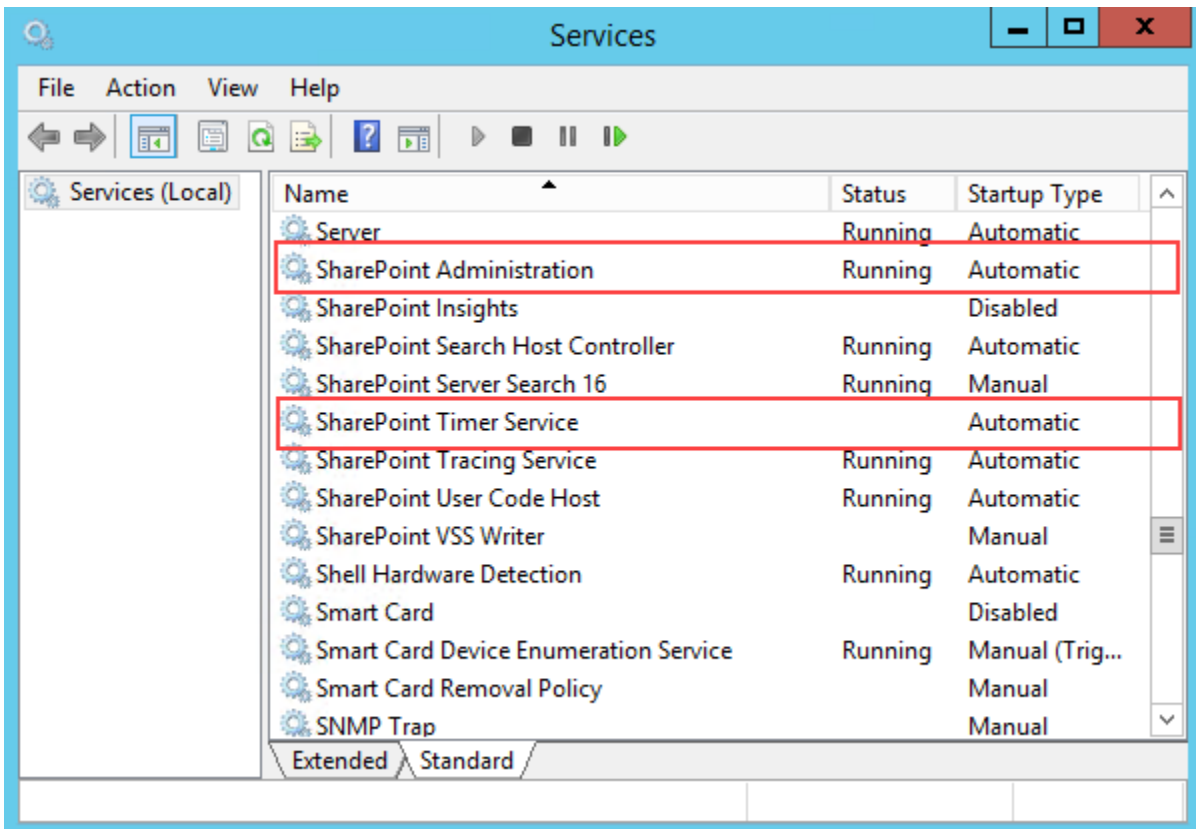 Services
File Action View Help
Services (Local)
Name Status Startup Type
Server Running Automatic
SharePoint Administration Running Automatic
SharePoint Insights Disabled
SharePoint Search Host Controller Running Automatic
SharePoint Server Search 16 Running Manual
SharePoint Timer Service Automatic
SharePoint Tracing Service Running Automatic
SharePoint User Code Host Running Automatic
SharePoint VSS Writer Manual
Shell Hardware Detection Running Automatic
Smart Card Disabled
Smart Card Device Enumeration Service Running Manual (Trig...
Smart Card Removal Policy Manual
SNMP Trap Manual
Extended Standard